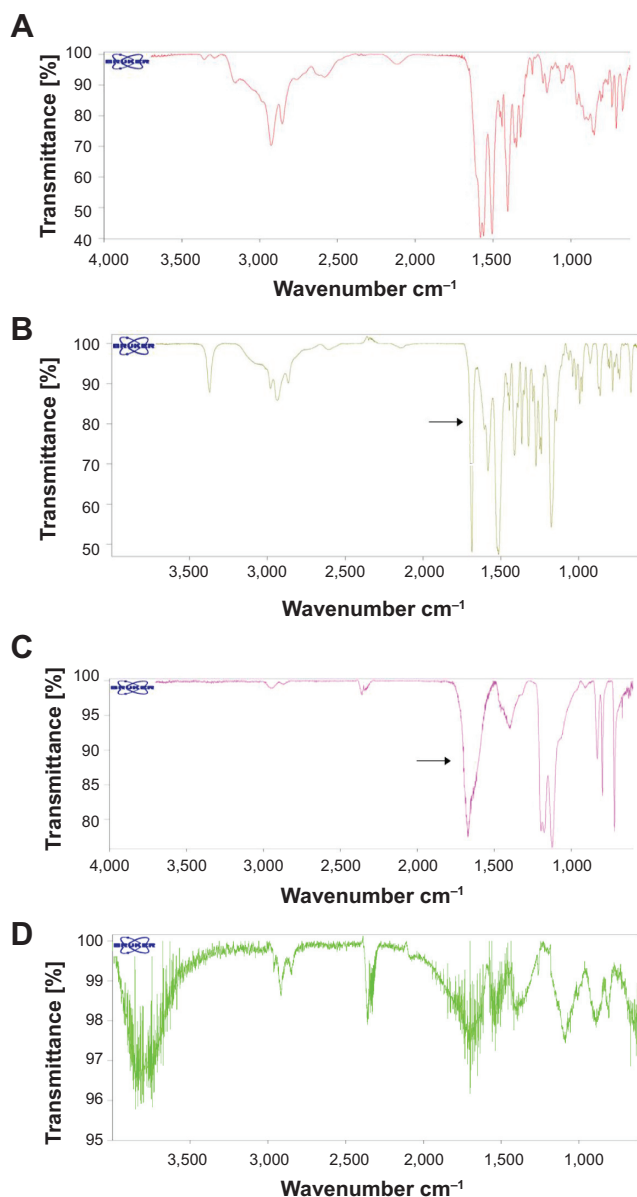 A
Transmittance [%]
100
90
80
70
60
50
40
BRUKER
4,000 3,500 3,000 2,500 2,000 1,500 1,000
Wavenumber cm⁻¹
B
Transmittance [%]
100
90
80
70
60
50
BRUKER
3,500 3,000 2,500 2,000 1,500 1,000
Wavenumber cm⁻¹
C
Transmittance [%]
100
95
90
85
80
BRUKER
4,000 3,500 3,000 2,500 2,000 1,500 1,000
Wavenumber cm⁻¹
D
Transmittance [%]
100
99
98
97
96
95
BRUKER
3,500 3,000 2,500 2,000 1,500 1,000
Wavenumber cm⁻¹